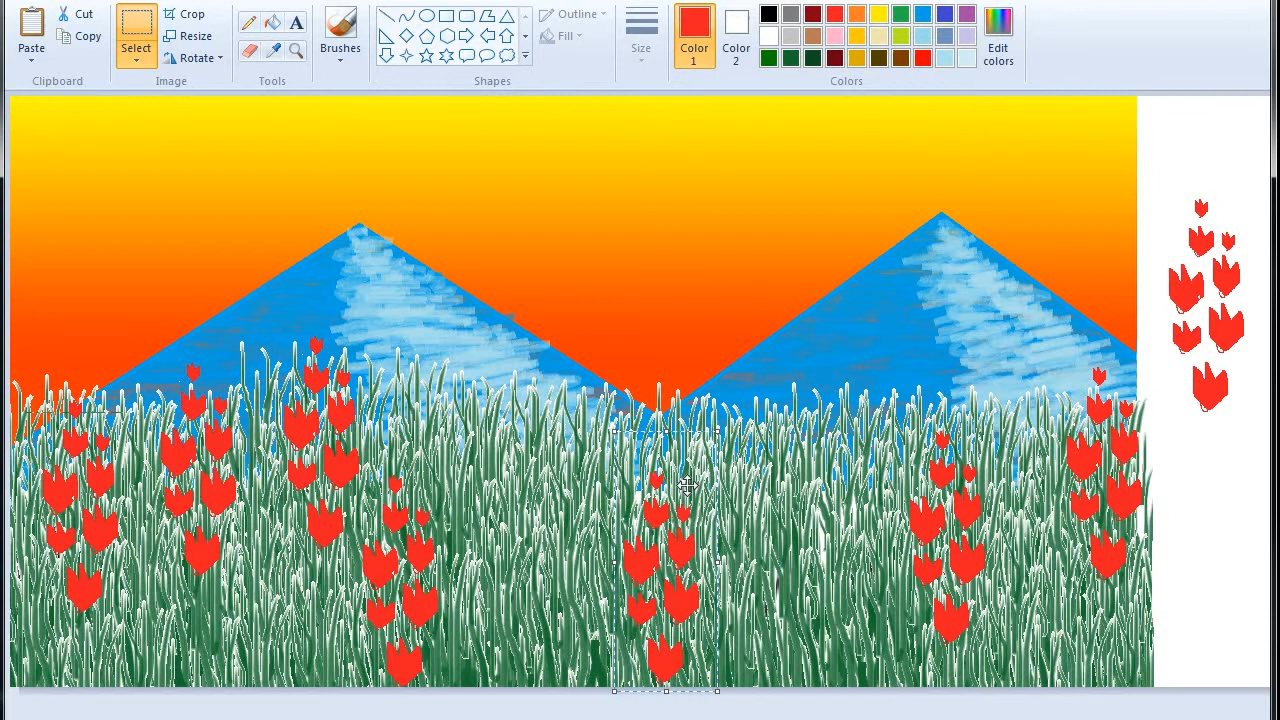 Paste
Cut
Copy
Clipboard
Select
Crop
Resize
Rotate
Image
A
Tools
Brushes
Outline
Fill
Shapes
Size
Color
1
Color
2
Edit
colors
Colors